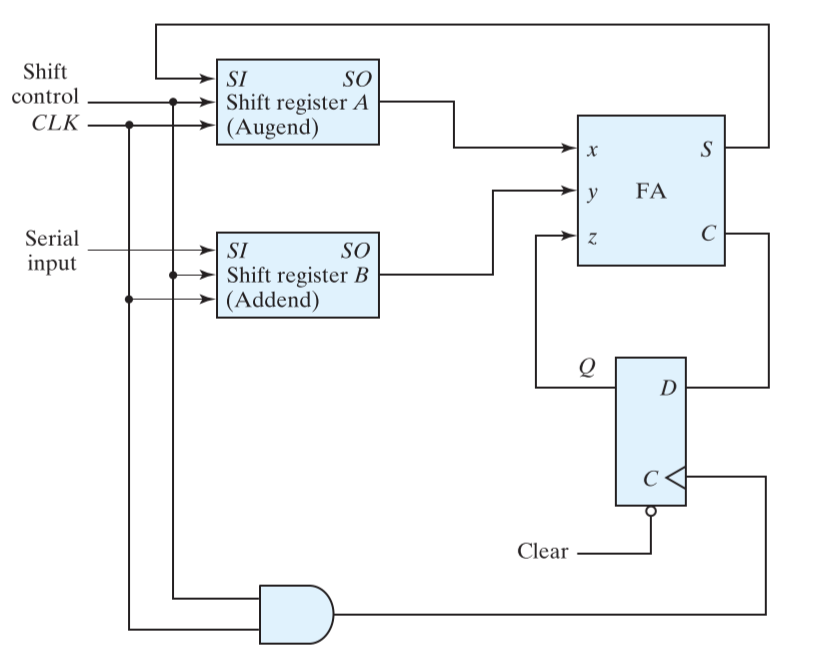 Shift
control
CLK
SI SO
Shift register A
(Augend)
x S
y FA
z C
Serial
input
SI SO
Shift register B
(Addend)
Q
D
C
Clear